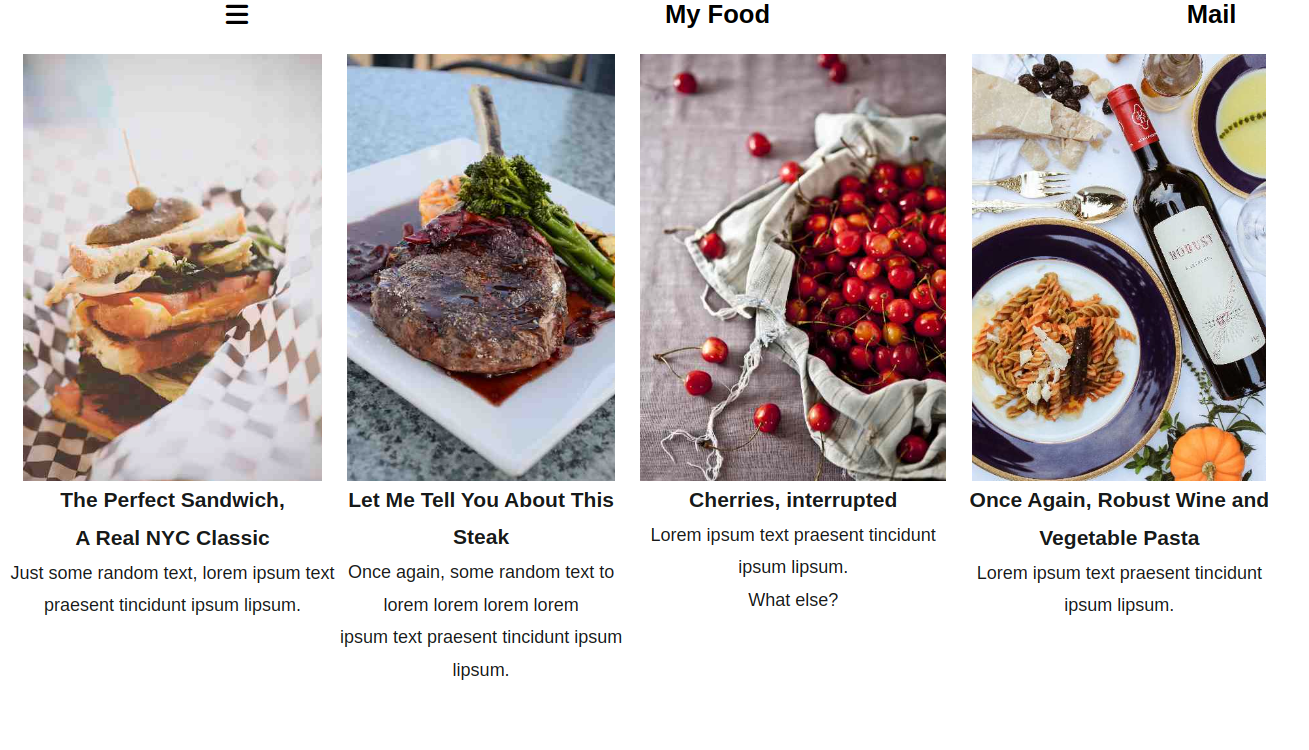 My Food
Mail
ROBUST
The Perfect Sandwich,
A Real NYC Classic
Just some random text, lorem ipsum text
praesent tincidunt ipsum lipsum.
Let Me Tell You About This
Steak
Once again, some random text to
lorem lorem lorem lorem
ipsum text praesent tincidunt ipsum
lipsum.
Cherries, interrupted
Lorem ipsum text praesent tincidunt
ipsum lipsum.
What else?
Once Again, Robust Wine and
Vegetable Pasta
Lorem ipsum text praesent tincidunt
ipsum lipsum.